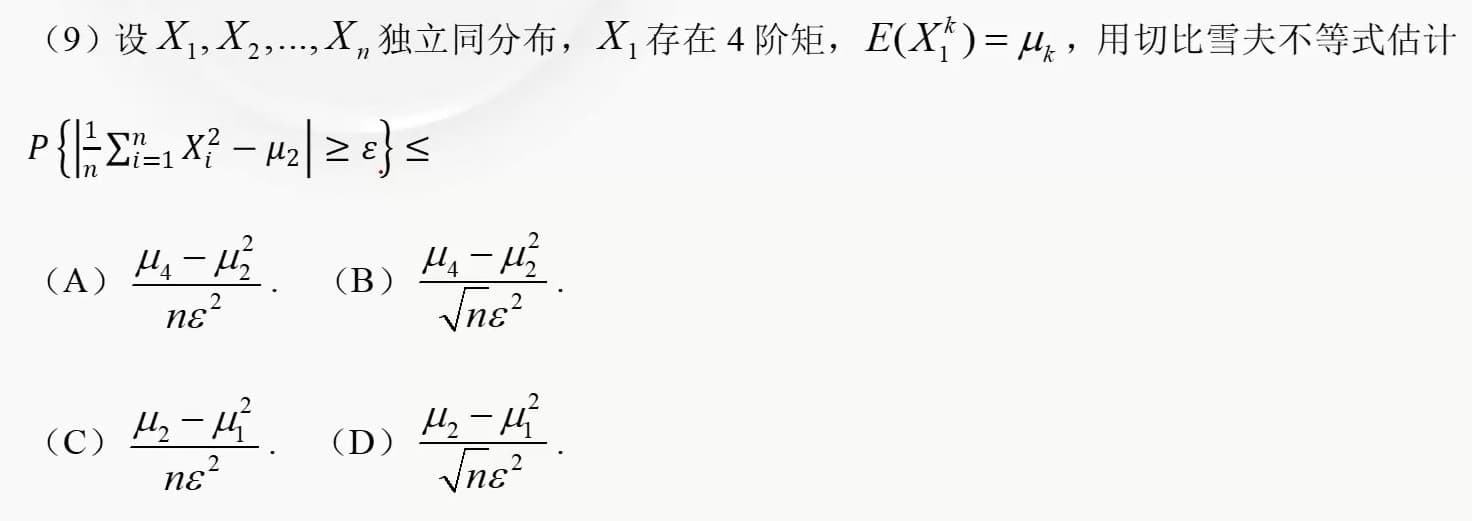 （9）设 $X_1, X_2, ..., X_n$ 独立同分布，$X_1$ 存在 4 阶矩，$E(X_1^k) = \mu_k$，用切比雪夫不等式估计
$P\left\{\left|\frac{1}{n}\sum_{i=1}^{n} X_i^2 - \mu_2\right| \geq \varepsilon\right\} \leq$
（A）$\frac{\mu_4 - \mu_2^2}{n\varepsilon^2}$. （B）$\frac{\mu_4 - \mu_2^2}{\sqrt{n}\varepsilon^2}$.
（C）$\frac{\mu_2 - \mu_1^2}{n\varepsilon^2}$. （D）$\frac{\mu_2 - \mu_1^2}{\sqrt{n}\varepsilon^2}$.